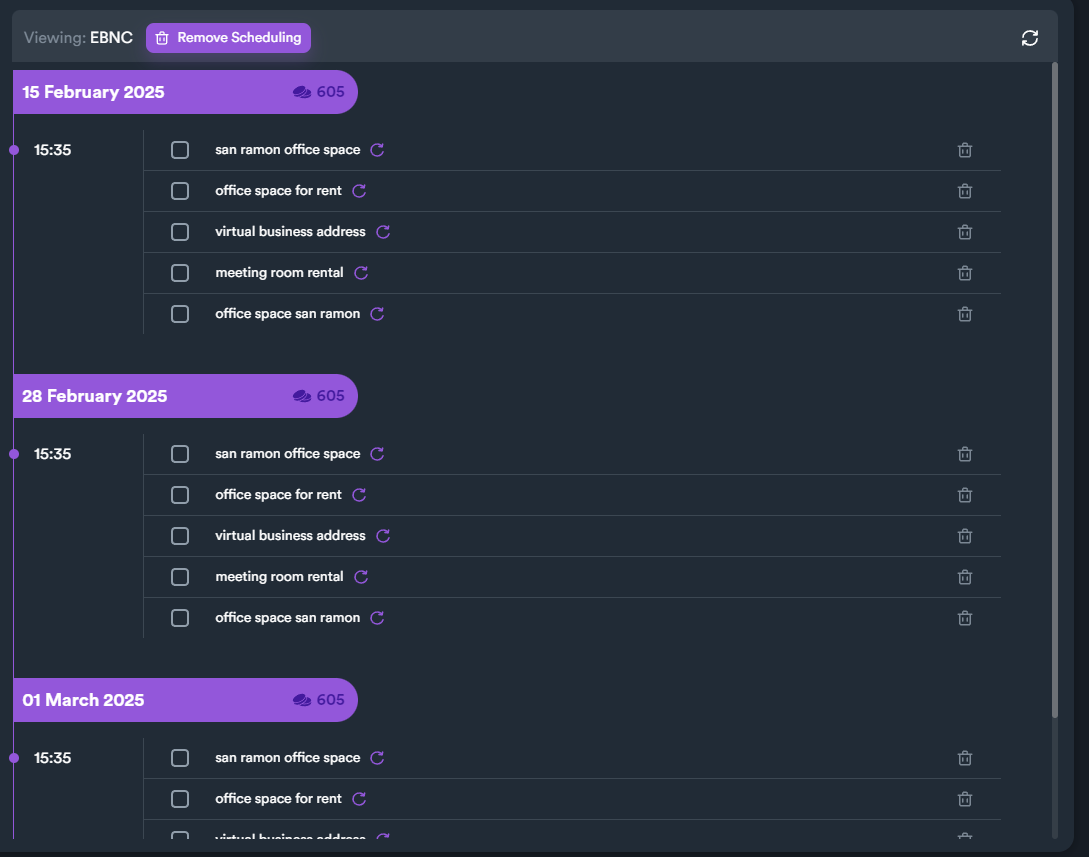 Viewing: EBNC Remove Scheduling
15 February 2025 605
15:35 san ramon office space
office space for rent
virtual business address
meeting room rental
office space san ramon
28 February 2025 605
15:35 san ramon office space
office space for rent
virtual business address
meeting room rental
office space san ramon
01 March 2025 605
15:35 san ramon office space
office space for rent
virtual business address